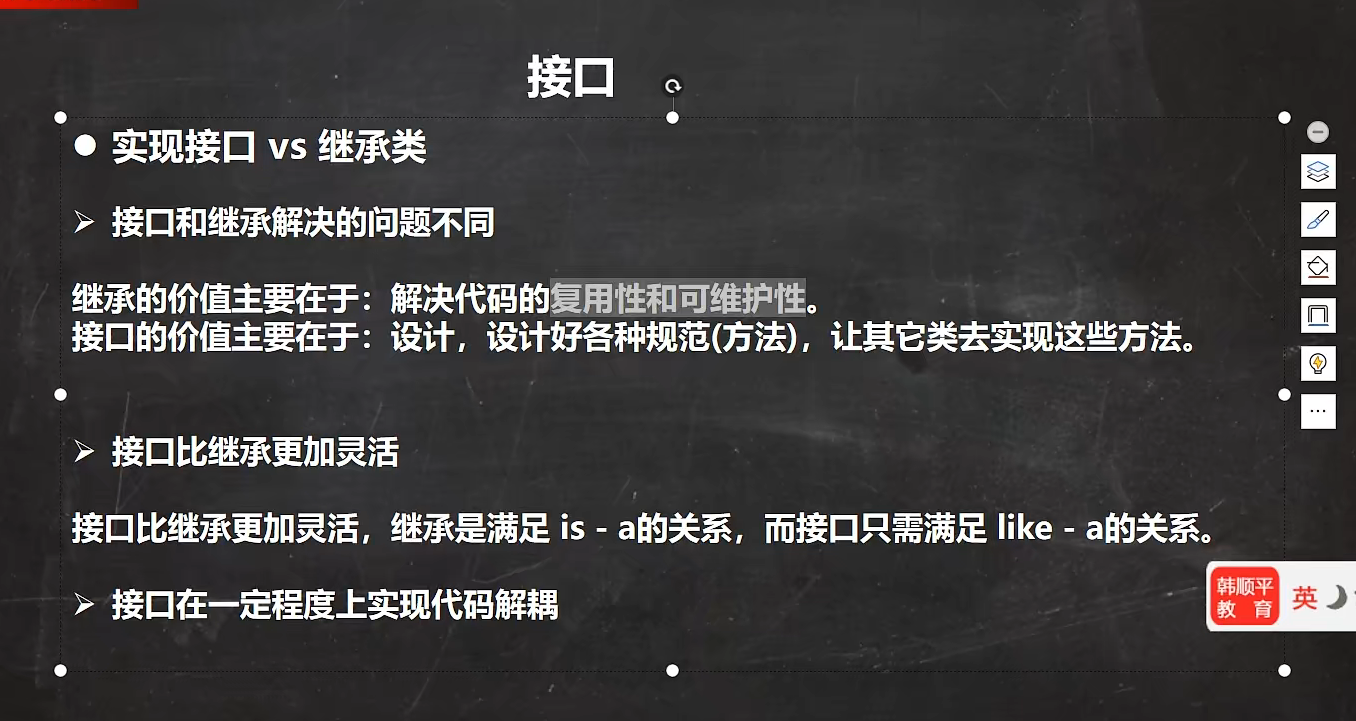 接口
● 实现接口 vs 继承类
➢ 接口和继承解决的问题不同
继承的价值主要在于：解决代码的复用性和可维护性。
接口的价值主要在于：设计，设计好各种规范(方法)，让其它类去实现这些方法。
➢ 接口比继承更加灵活
接口比继承更加灵活，继承是满足 is - a的关系，而接口只需满足 like - a的关系。
➢ 接口在一定程度上实现代码解耦
韩顺平
教 育
英